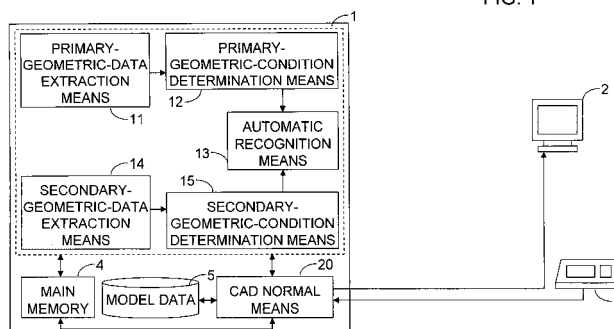 1
PRIMARY-
GEOMETRIC-DATA
EXTRACTION
MEANS
11
PRIMARY-
GEOMETRIC-CONDITION
DETERMINATION MEANS
12
AUTOMATIC
RECOGNITION
MEANS
13
2
14
SECONDARY-
GEOMETRIC-DATA
EXTRACTION
MEANS
15
SECONDARY-
GEOMETRIC-CONDITION
DETERMINATION MEANS
4
MAIN
MEMORY
5
MODEL DATA
20
CAD NORMAL
MEANS